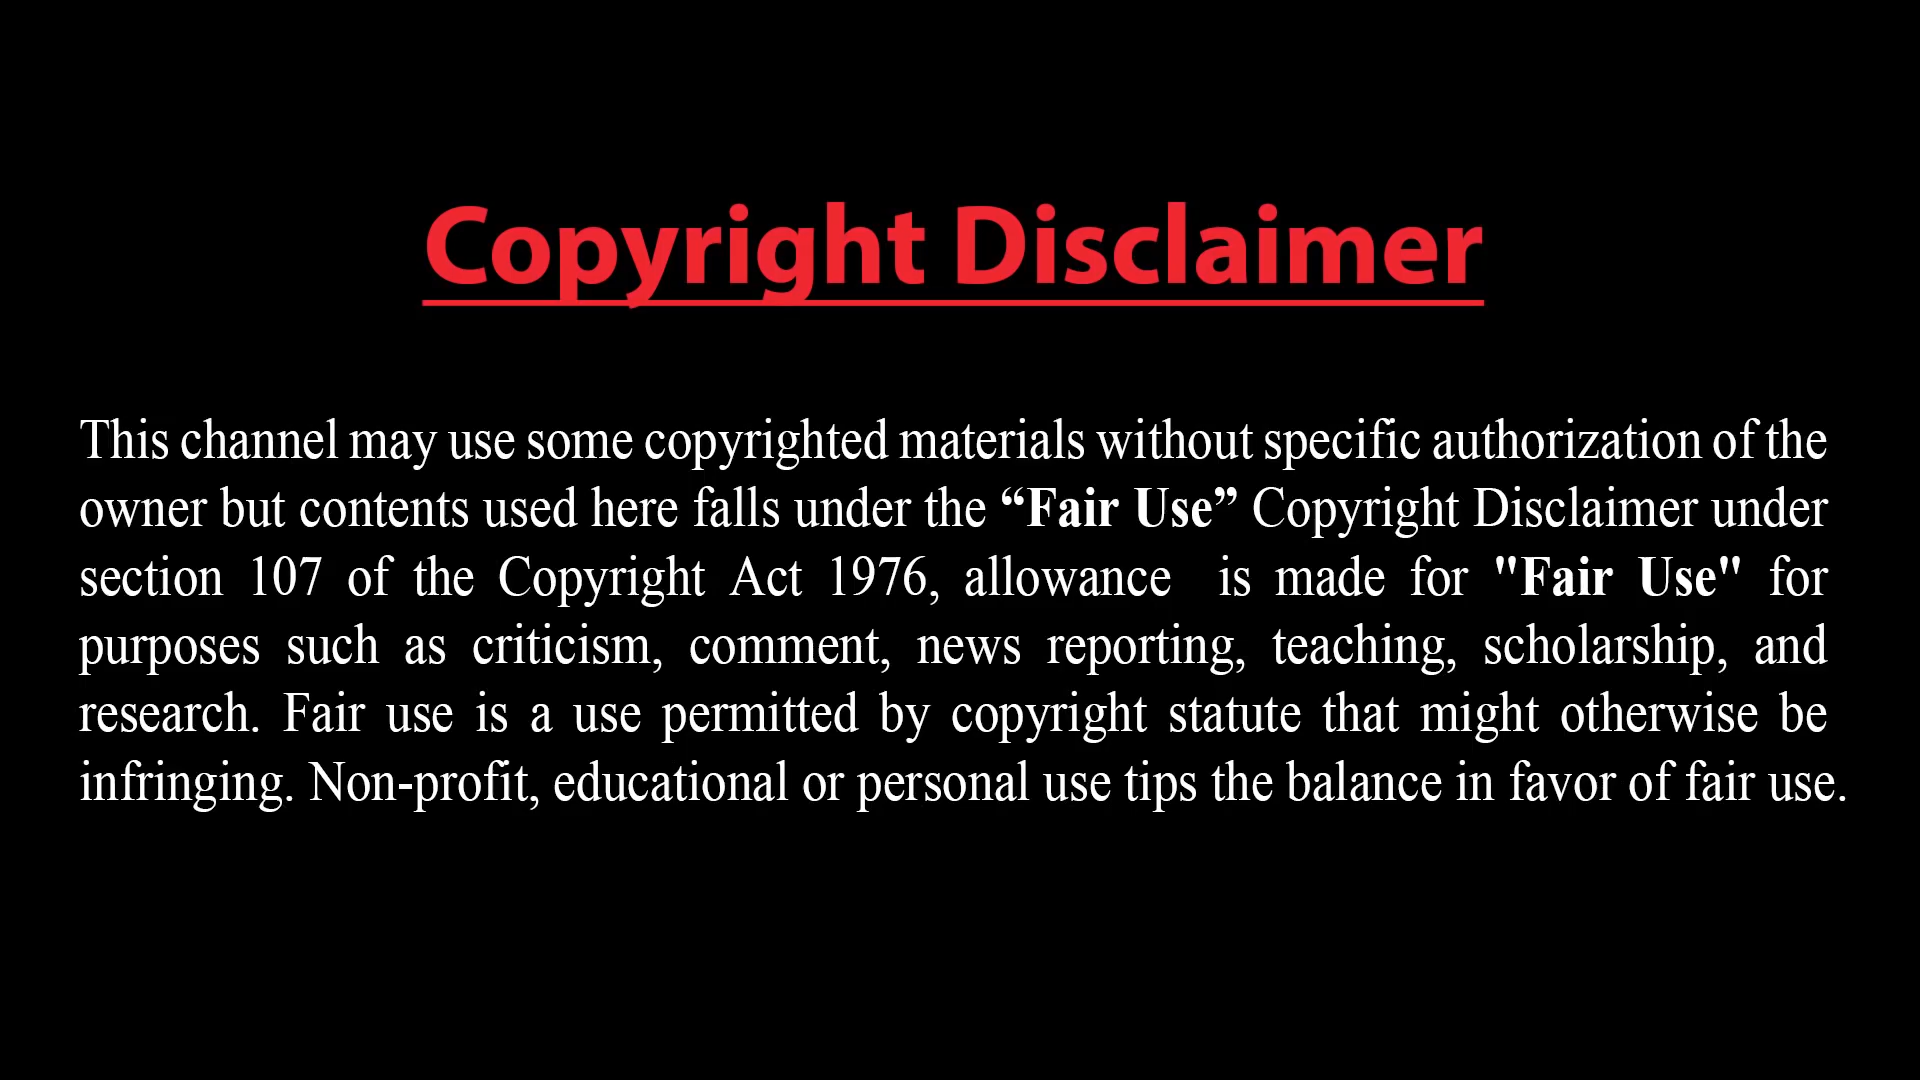 Copyright Disclaimer
This channel may use some copyrighted materials without specific authorization of the
owner but contents used here falls under the “Fair Use” Copyright Disclaimer under
section 107 of the Copyright Act 1976, allowance  is made for "Fair Use" for
purposes such as criticism, comment, news reporting, teaching, scholarship, and
research. Fair use is a use permitted by copyright statute that might otherwise be
infringing. Non-profit, educational or personal use tips the balance in favor of fair use.